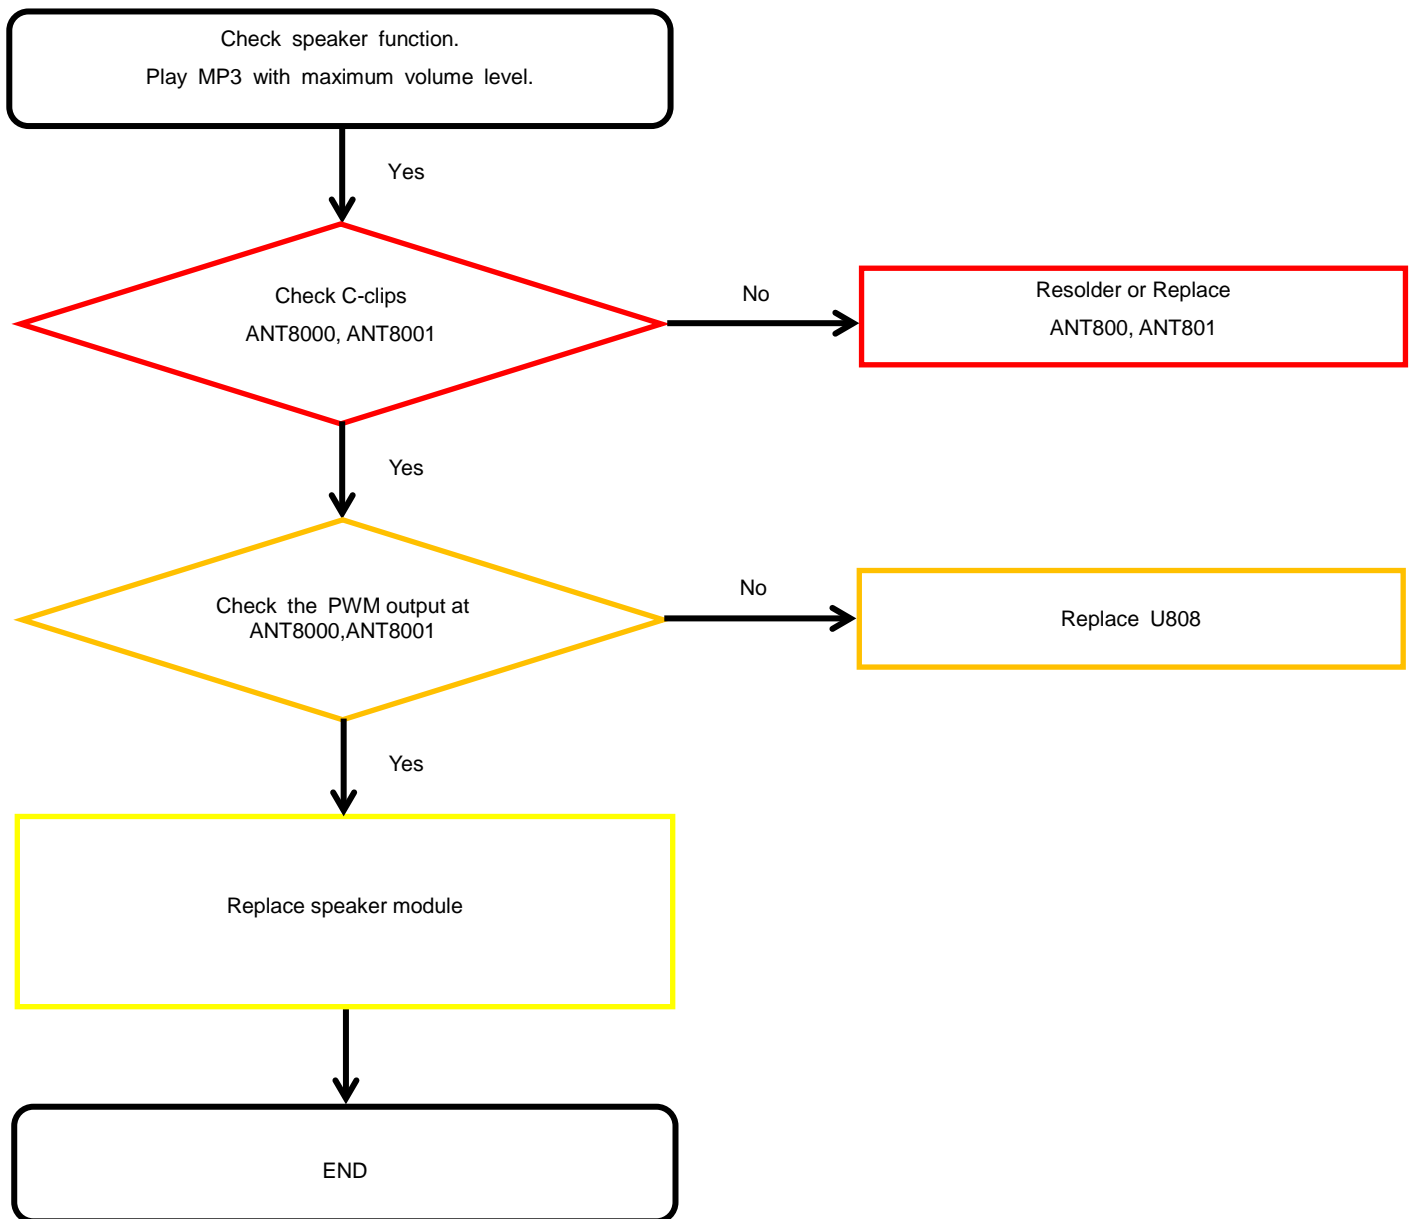 Check speaker function.
Play MP3 with maximum volume level.
Yes
Check C-clips
ANT8000, ANT8001
No
Resolder or Replace
ANT800, ANT801
Yes
Check the PWM output at
ANT8000,ANT8001
No
Replace U808
Yes
Replace speaker module
END